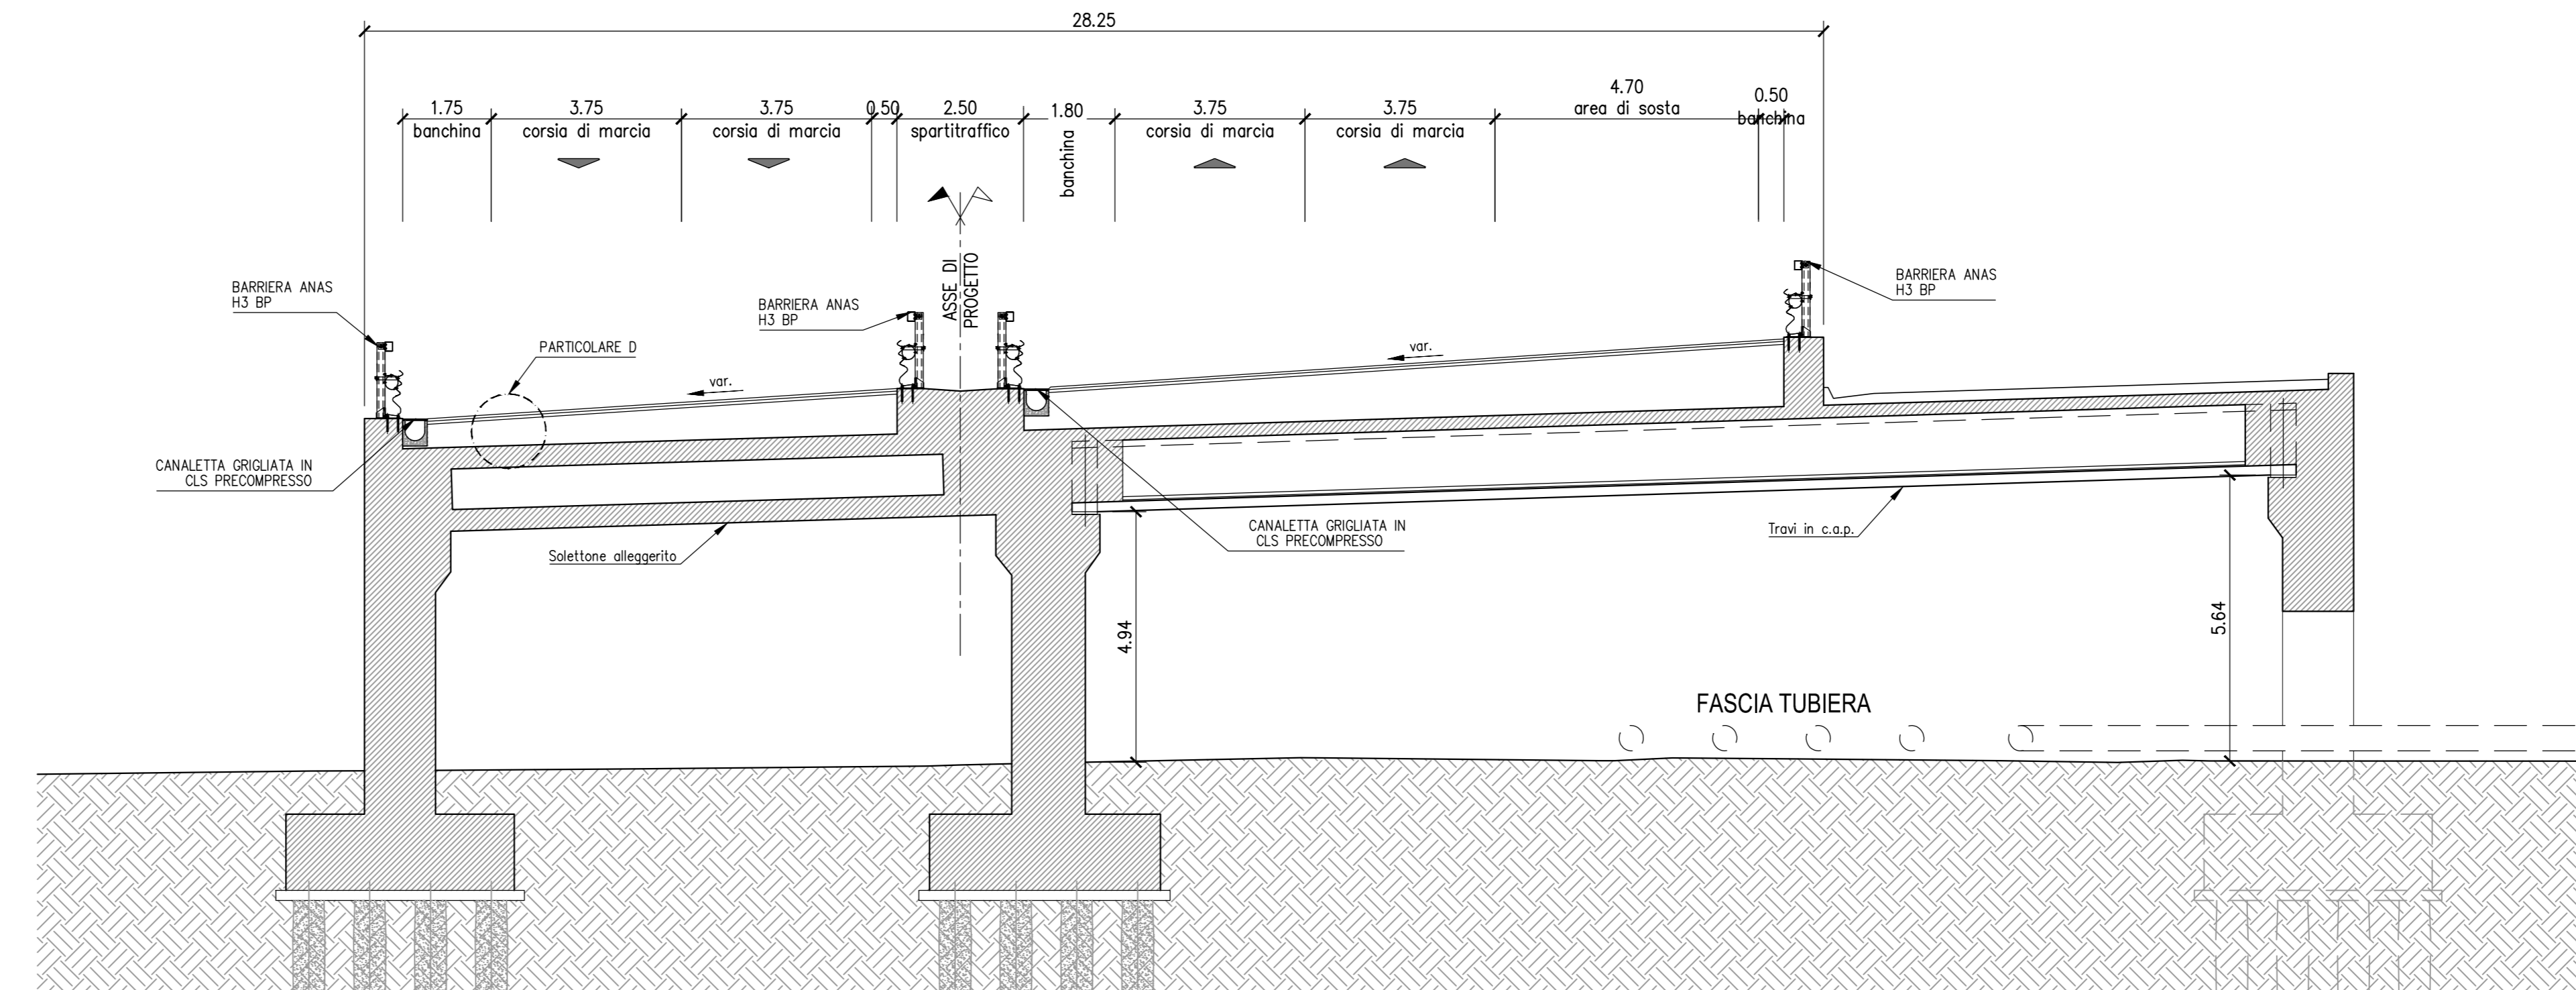 28.25
1.75
banchina
3.75
corsia di marcia
3.75
corsia di marcia
0.50
2.50
spartitraffico
1.80
banchina
3.75
corsia di marcia
3.75
corsia di marcia
4.70
area di sosta
0.50
banchina
ASSE DI
PROGETTO
BARRIERA ANAS
H3 BP
BARRIERA ANAS
H3 BP
BARRIERA ANAS
H3 BP
PARTICOLARE D
var.
var.
CANALETTA GRIGLIATA IN
CLS PRECOMPRESSO
Solettone alleggerito
CANALETTA GRIGLIATA IN
CLS PRECOMPRESSO
Travi in c.a.p.
4.94
5.64
FASCIA TUBIERA